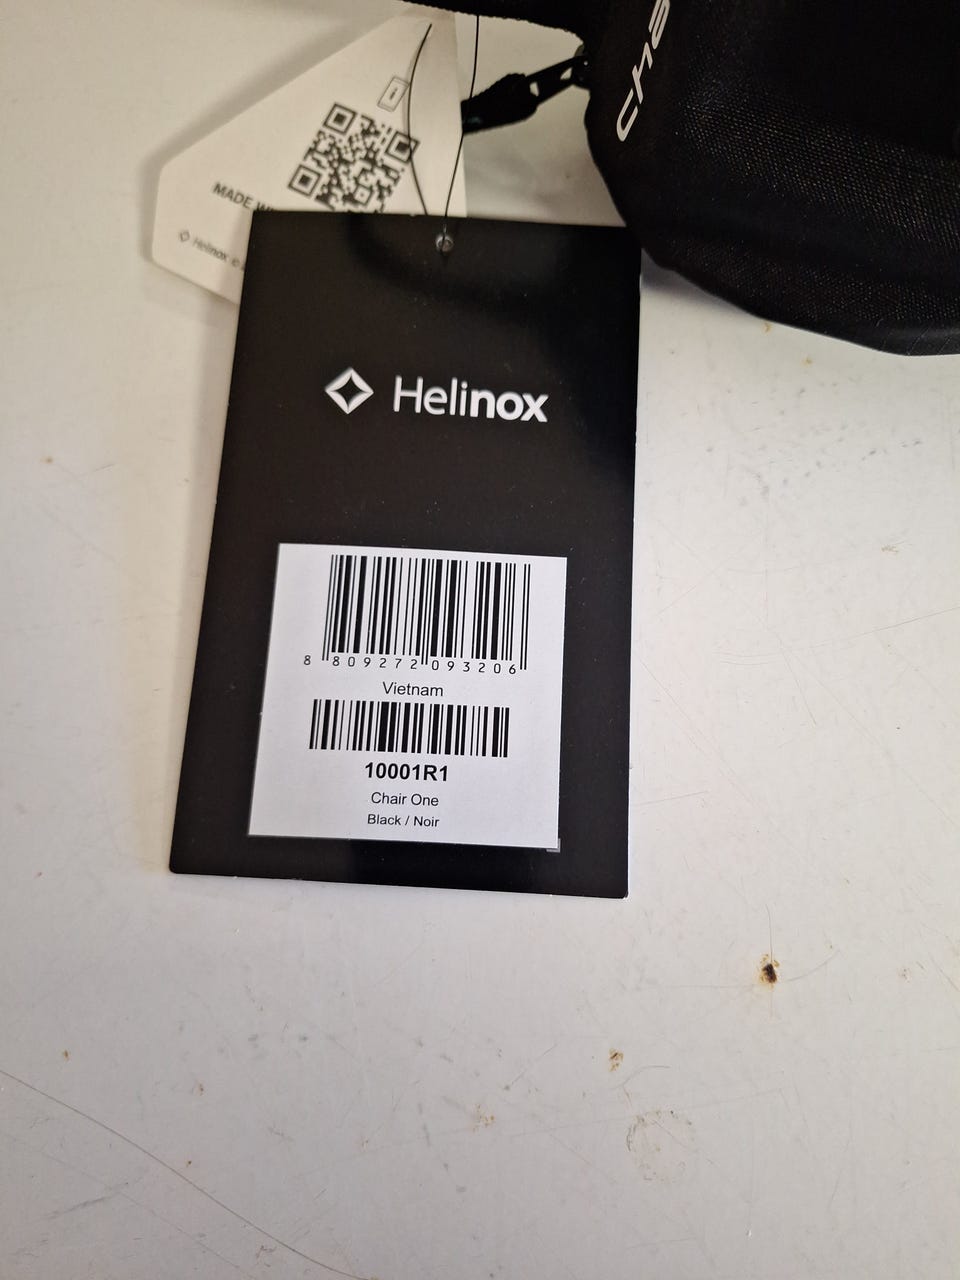 cha
MADE
Helinox ©
Helinox
8 809272 093206
Vietnam
10001R1
Chair One
Black / Noir